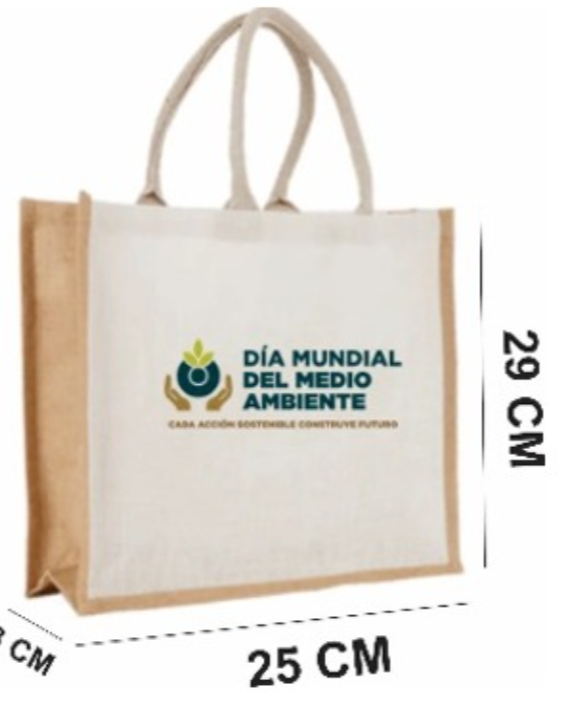 DÍA MUNDIAL
DEL MEDIO
AMBIENTE
CADA ACCIÓN SOSTENIBLE CONSTRUYE FUTURO
29 CM
25 CM
CM